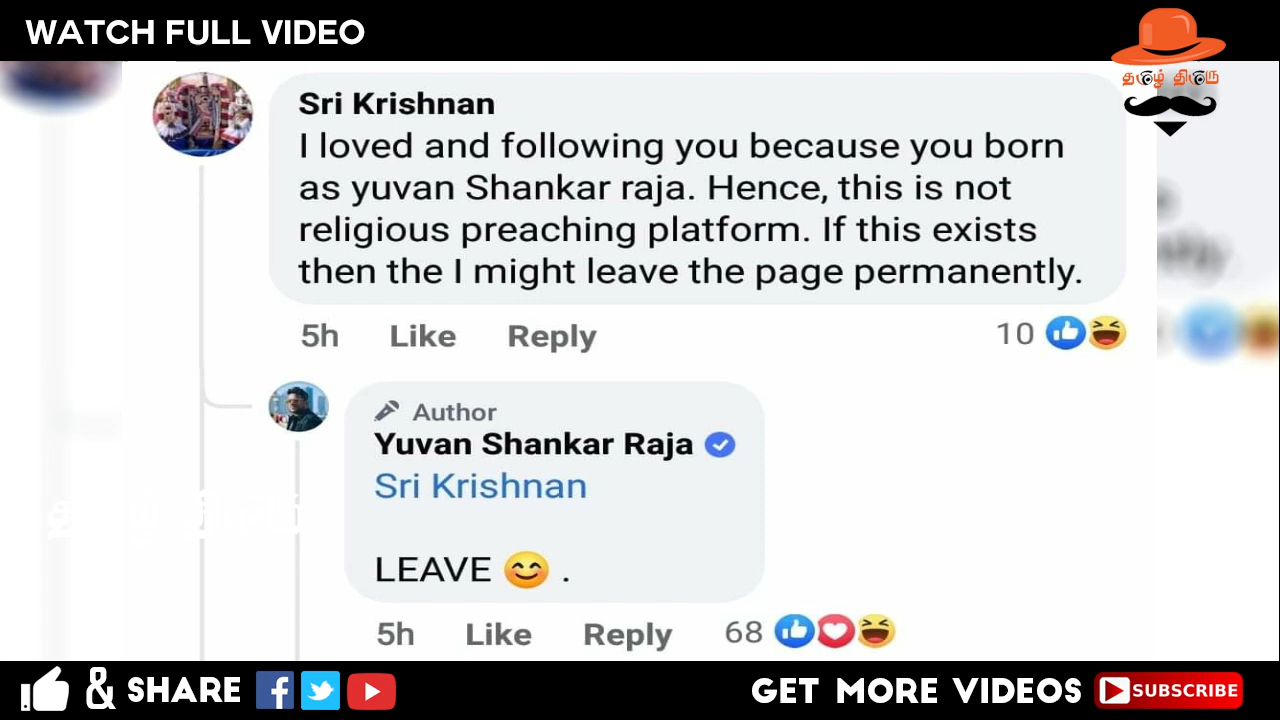 WATCH FULL VIDEO
தமிழ் திரு
Sri Krishnan
I loved and following you because you born
as yuvan Shankar raja. Hence, this is not
religious preaching platform. If this exists
then the I might leave the page permanently.
5h Like Reply 10
Author
Yuvan Shankar Raja
Sri Krishnan
LEAVE 😊 .
5h Like Reply 68
& SHARE
GET MORE VIDEOS
SUBSCRIBE